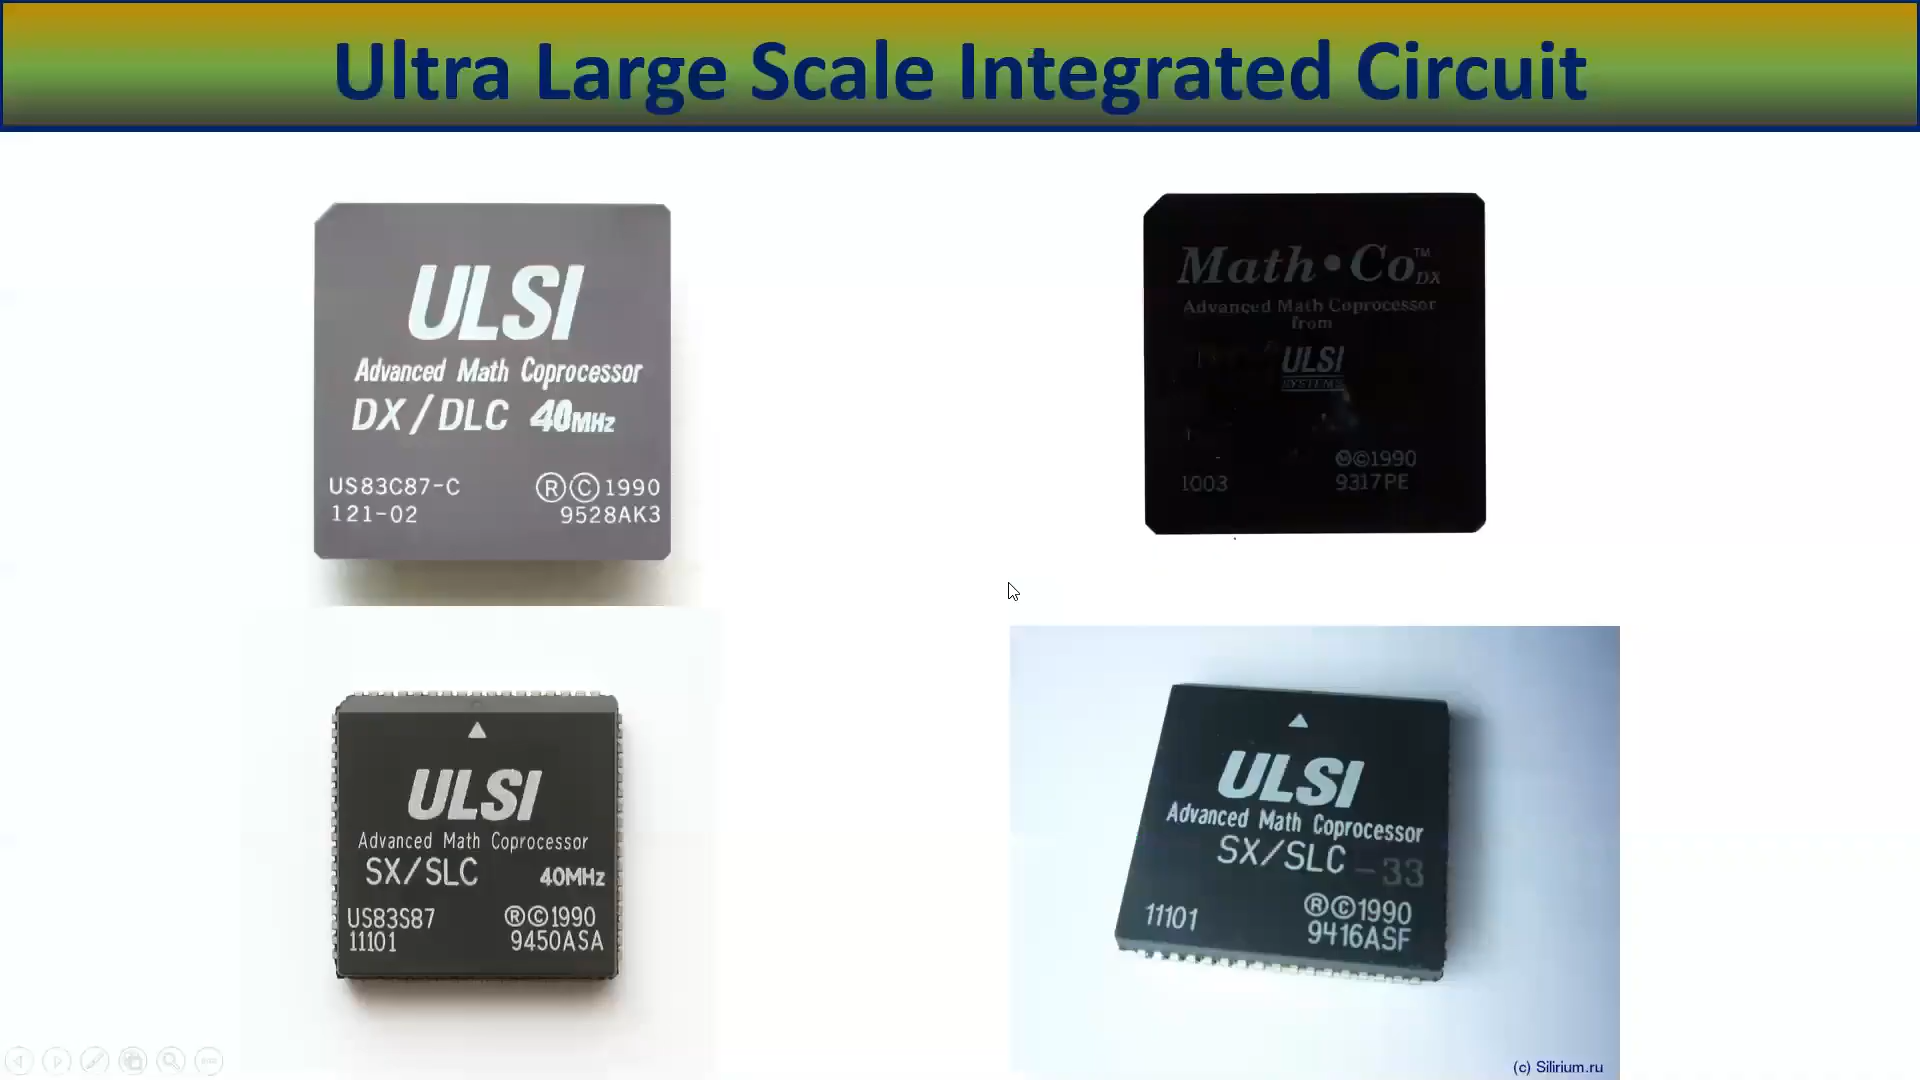 Ultra Large Scale Integrated Circuit
ULSI
Advanced Math Coprocessor
DX/DLC 40MHz
US83C87-C ®©1990
121-02 9528AK3
Math•Co™DX
Advanced Math Coprocessor
from
ULSI
SYSTEMS
Ⓜ©1990
1003 9317PE
ULSI
Advanced Math Coprocessor
SX/SLC 40MHz
US83S87 ®©1990
11101 9450ASA
ULSI
Advanced Math Coprocessor
SX/SLC -33
®©1990
11101 9416ASF
(c) Silirium.ru